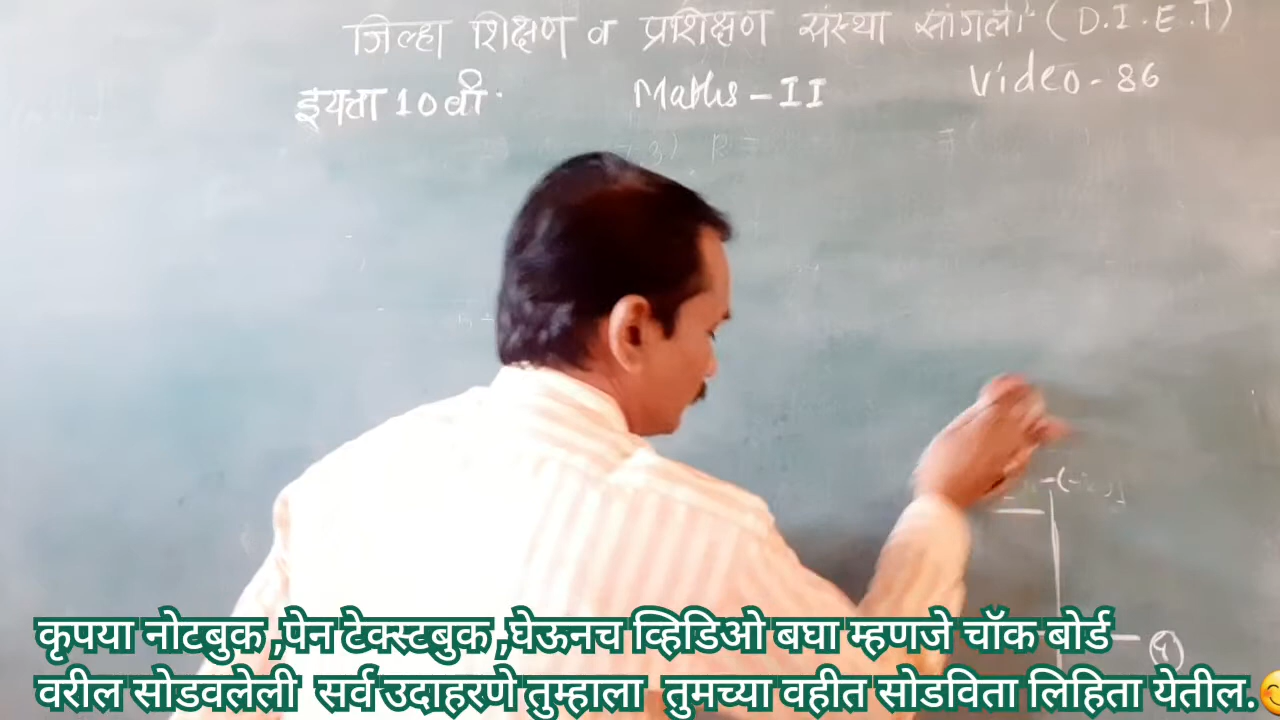 जिल्हा शिक्षण व प्रशिक्षण संस्था सांगली (D.I.E.T)
इयत्ता 10 वी. Maths - II Video - 86
कृपया नोटबुक ,पेन टेक्स्टबुक ,घेऊनच व्हिडिओ बघा म्हणजे चॉक बोर्ड
वरील सोडवलेली सर्व उदाहरणे तुम्हाला तुमच्या वहीत सोडविता लिहिता येतील.😊